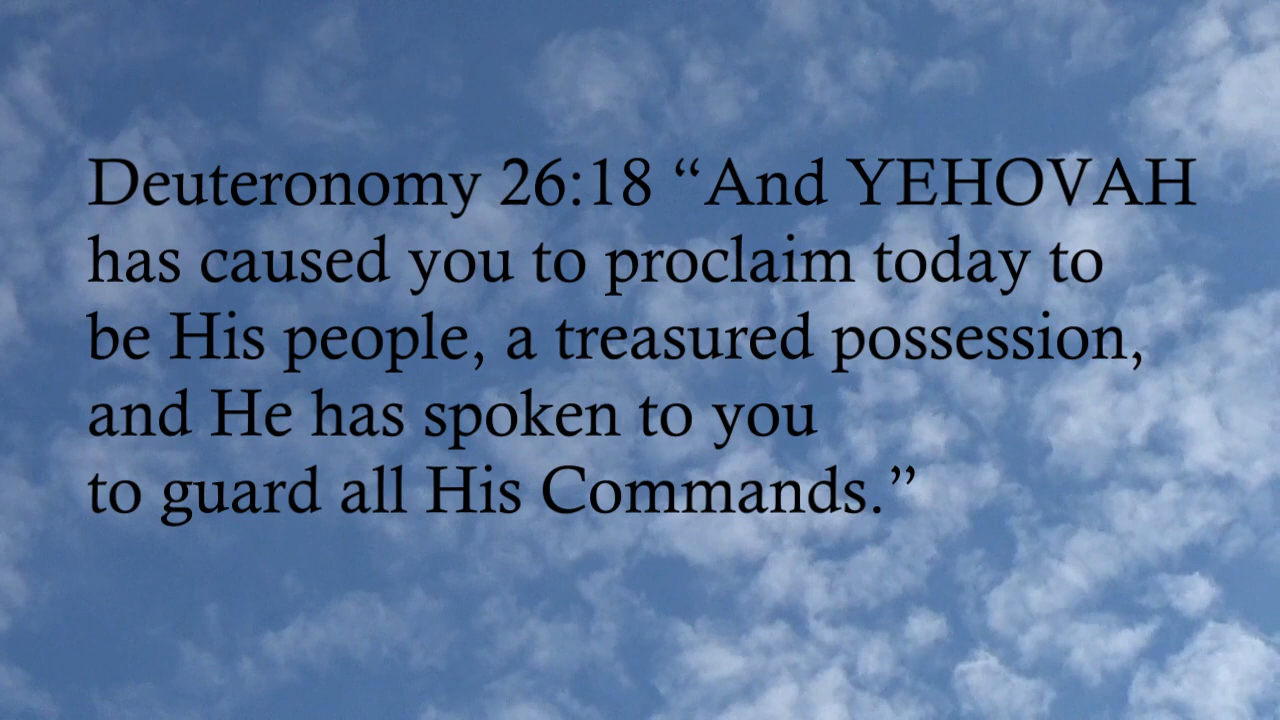 Deuteronomy 26:18 “And YEHOVAH
has caused you to proclaim today to
be His people, a treasured possession,
and He has spoken to you
to guard all His Commands.”